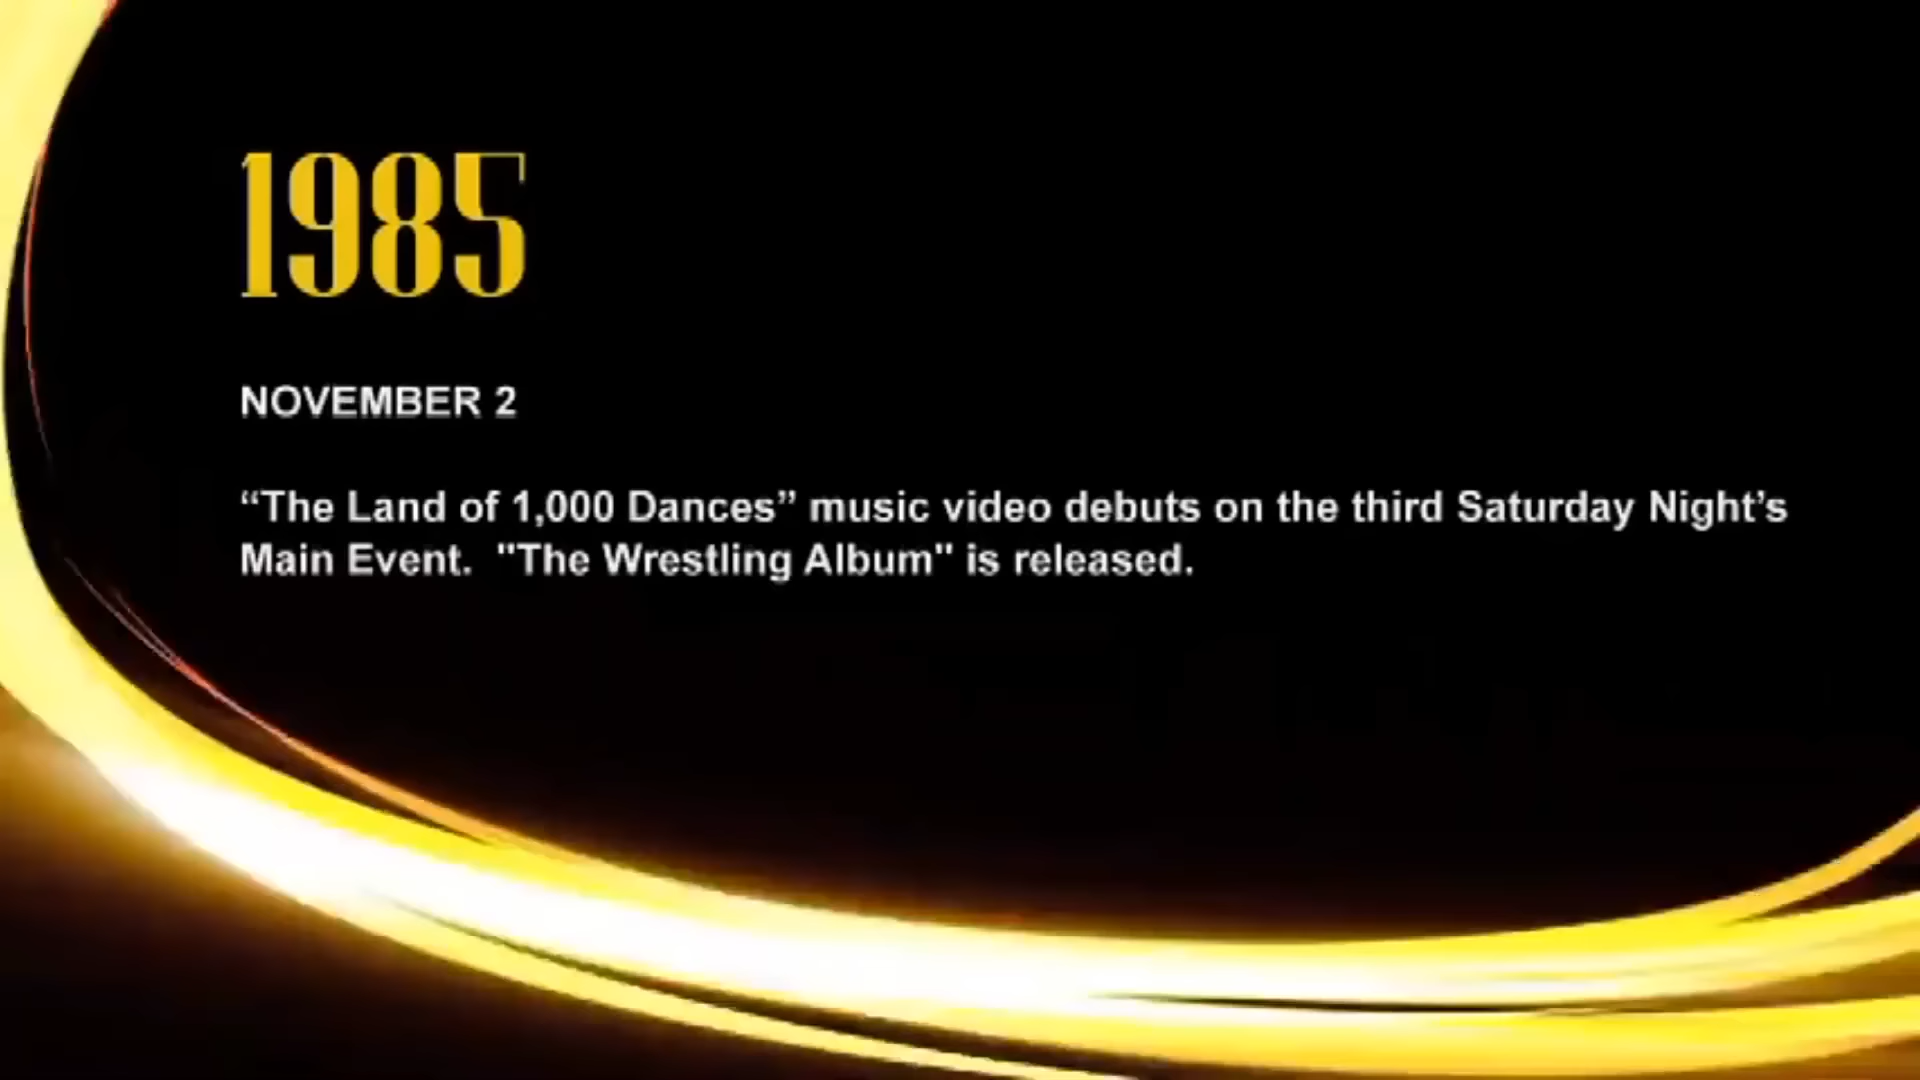 1985
NOVEMBER 2
“The Land of 1,000 Dances” music video debuts on the third Saturday Night’s
Main Event.  "The Wrestling Album" is released.